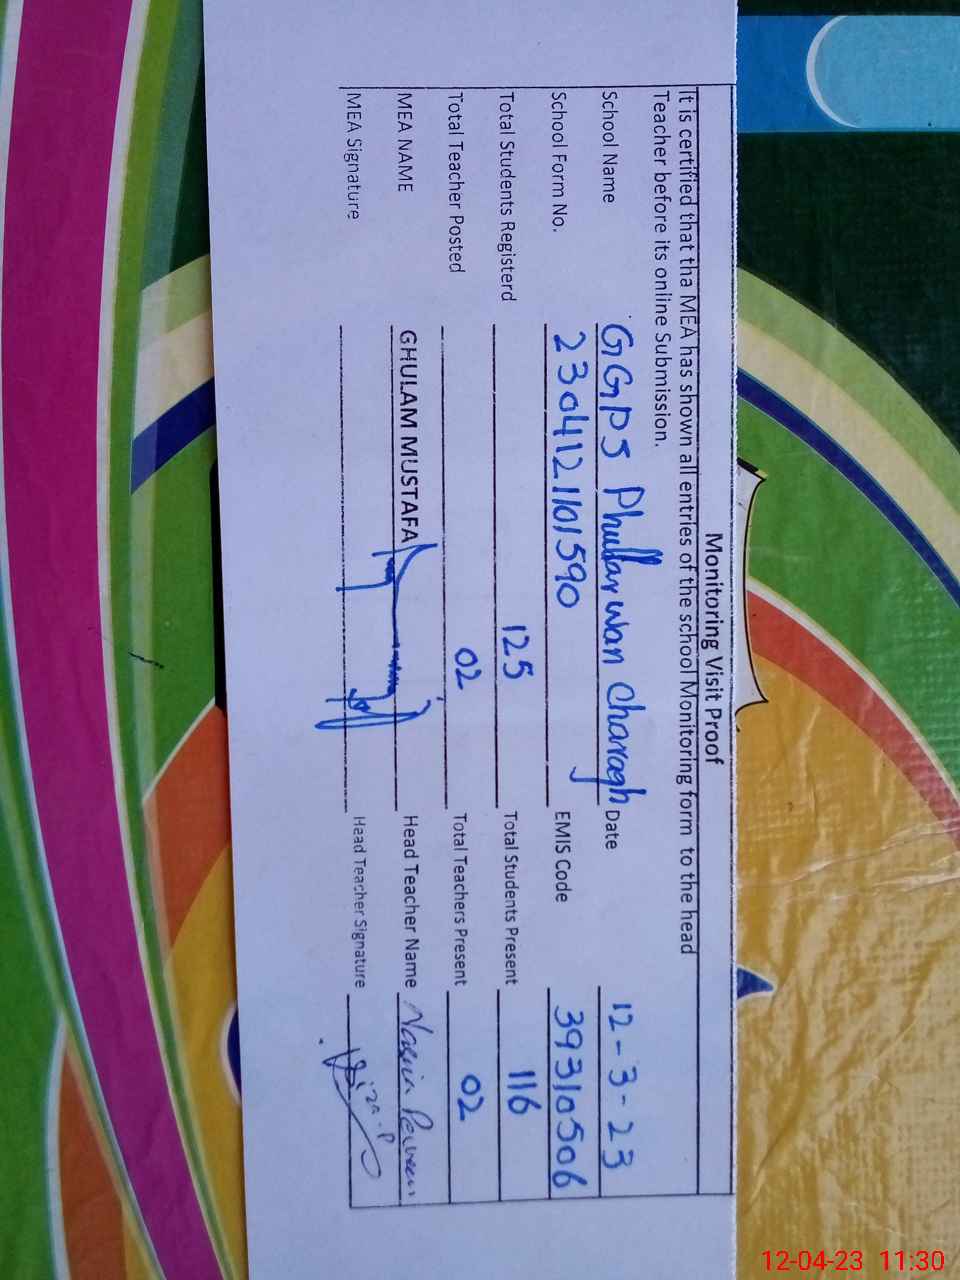 Monitoring Visit Proof
It is certified that tha MEA has shown all entries of the school Monitoring form to the head
Teacher before its online Submission.
School Name GGPS Phullarwan Charagh Date 12-3-23
School Form No. 230412101590 EMIS Code 39310506
Total Students Registerd 125 Total Students Present 116
Total Teacher Posted 02 Total Teachers Present 02
MEA NAME GHULAM MUSTAFA Head Teacher Name Nasrin Parveen
MEA Signature Head Teacher Signature
12-04-23 11:30